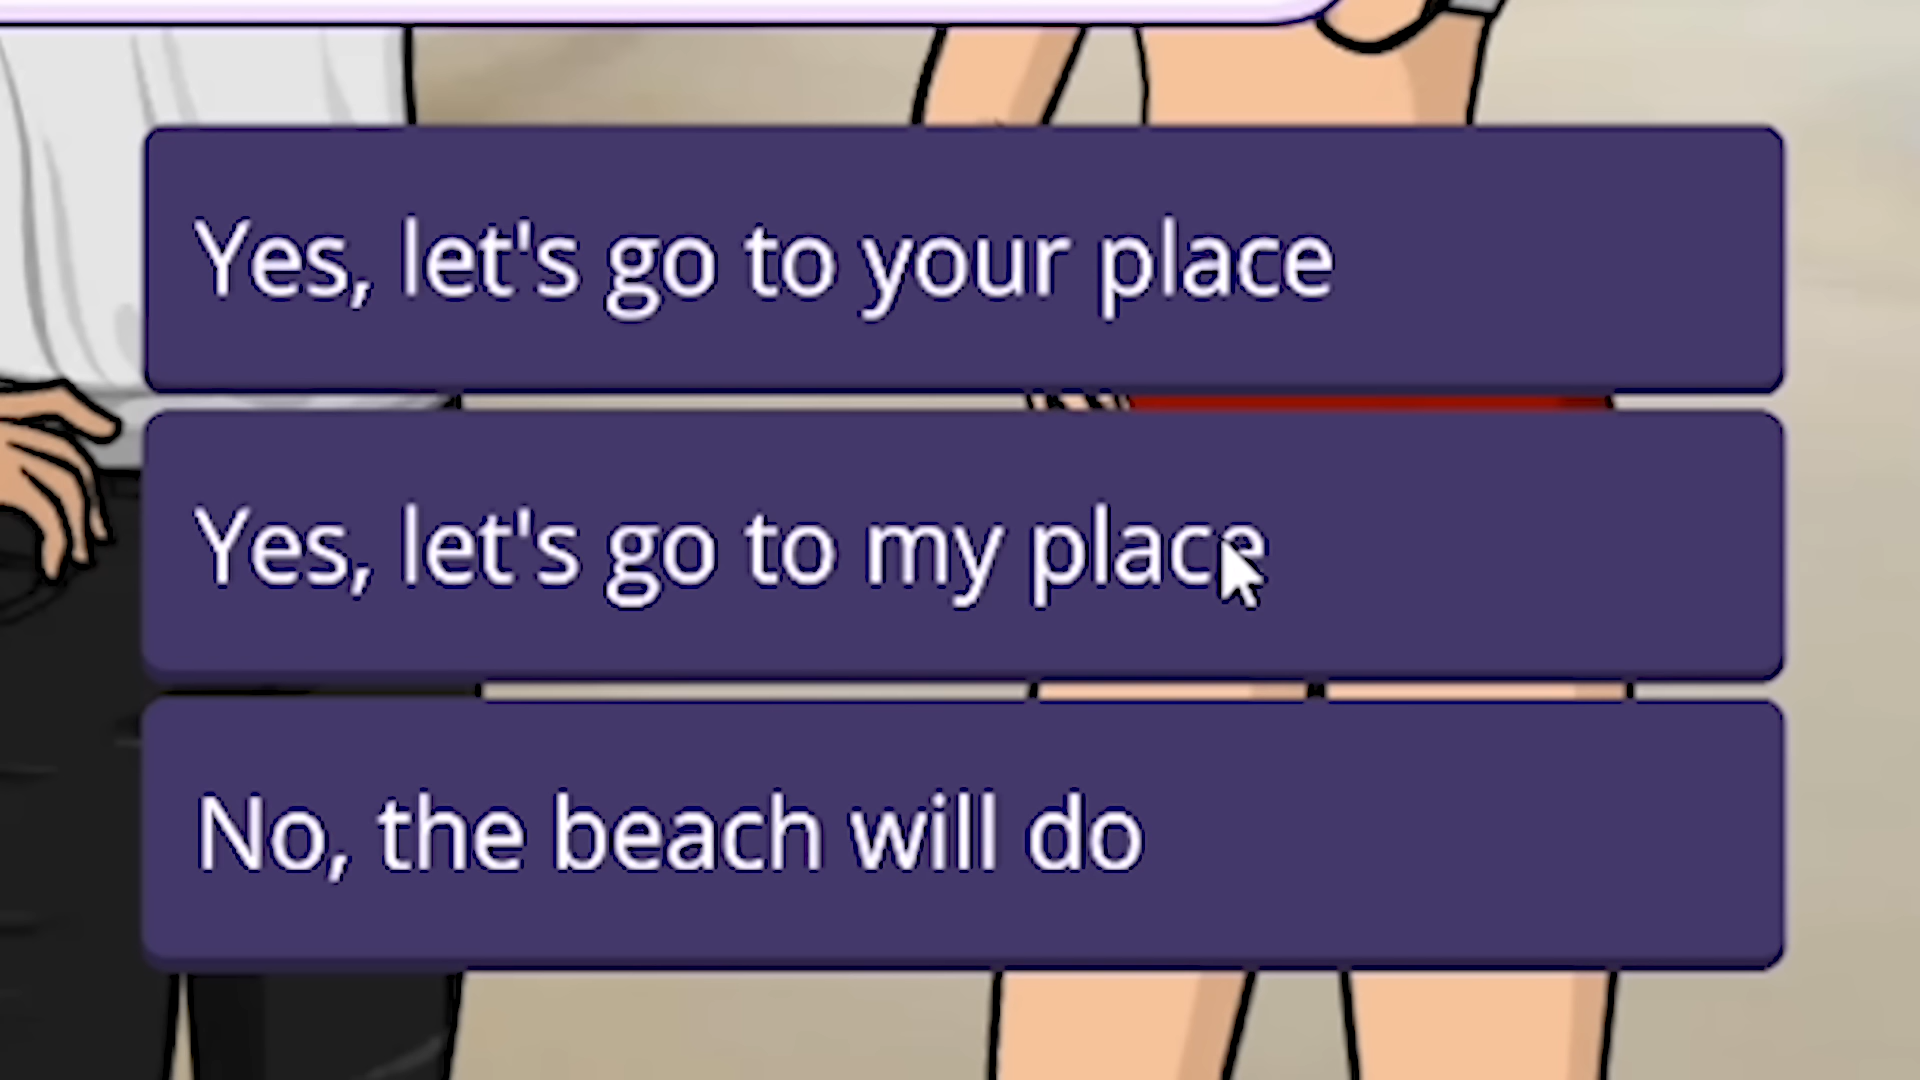 Yes, let's go to your place
Yes, let's go to my place
No, the beach will do